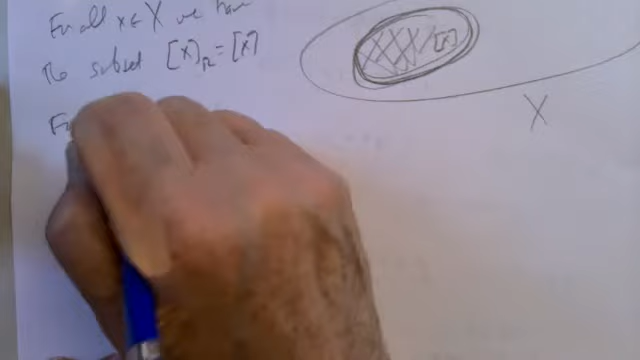 For all x ∈ X we have
the subset [x]_R = [x]
[x]
X